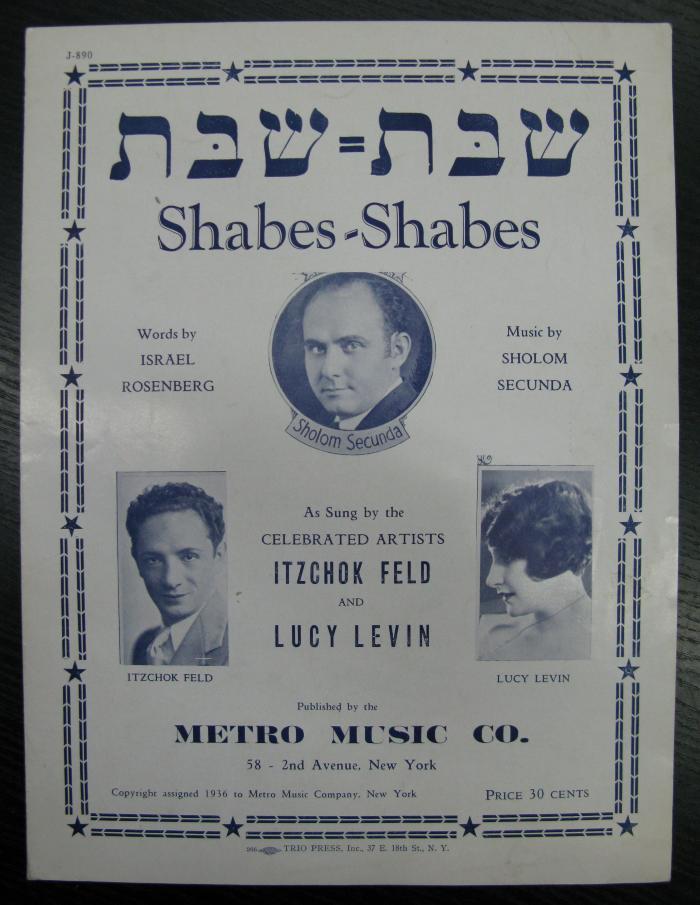 J-890
שבּת=שבּת
Shabes-Shabes
Words by
ISRAEL
ROSENBERG
Music by
SHOLOM
SECUNDA
Sholom Secunda
As Sung by the
CELEBRATED ARTISTS
ITZCHOK FELD
AND
LUCY LEVIN
ITZCHOK FELD
LUCY LEVIN
Published by the
METRO MUSIC CO.
58 - 2nd Avenue, New York
Copyright assigned 1936 to Metro Music Company, New York
PRICE 30 CENTS
TRIO PRESS, Inc., 37 E. 18th St., N. Y.